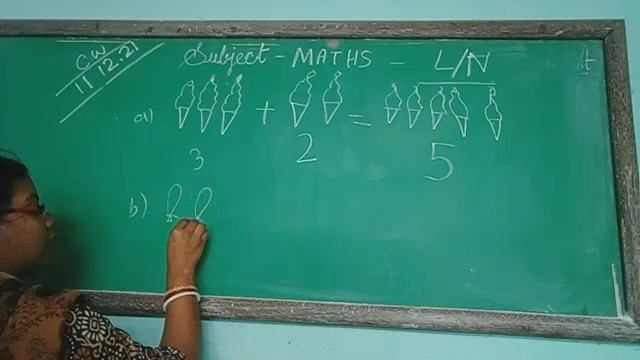 C.W
11.12.21
Subject - MATHS - L/N
a) + =
3 2 5
b)